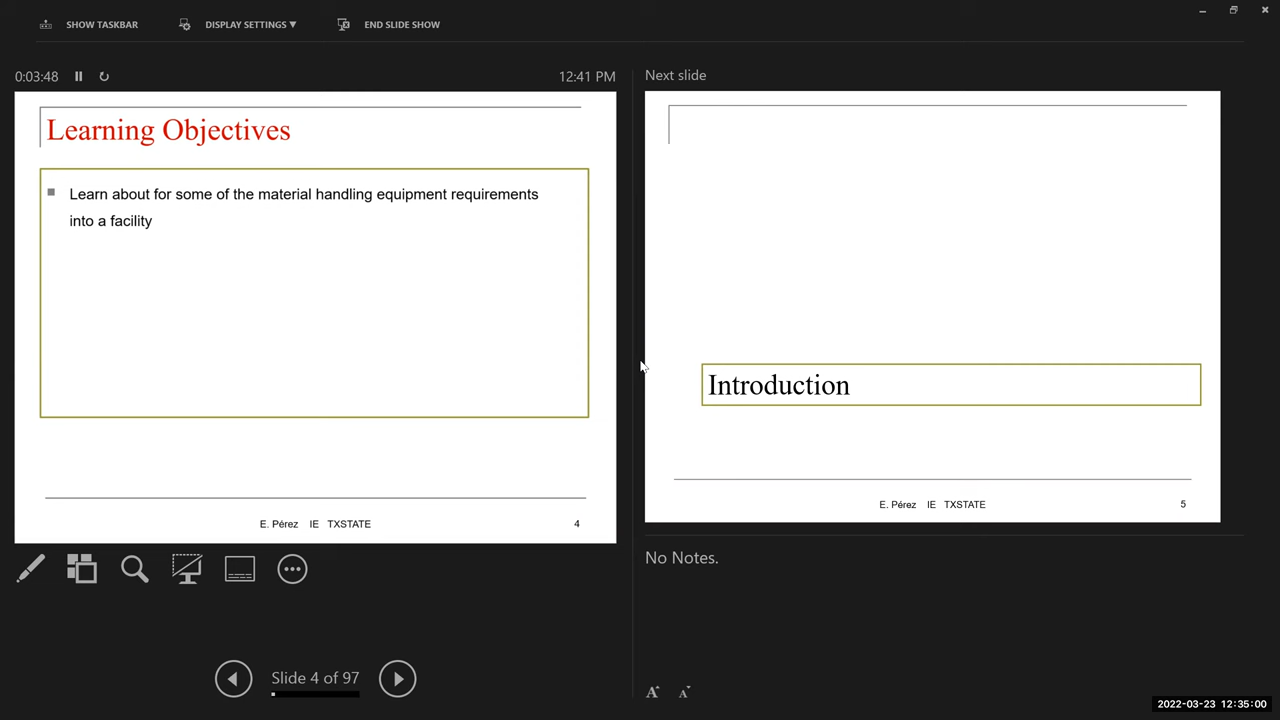 SHOW TASKBAR
DISPLAY SETTINGS ▼
END SLIDE SHOW
0:03:48
12:41 PM
Learning Objectives
Learn about for some of the material handling equipment requirements
into a facility
E. Pérez IE TXSTATE
4
Slide 4 of 97
Next slide
Introduction
E. Pérez IE TXSTATE
5
No Notes.
A A
2022-03-23 12:35:00